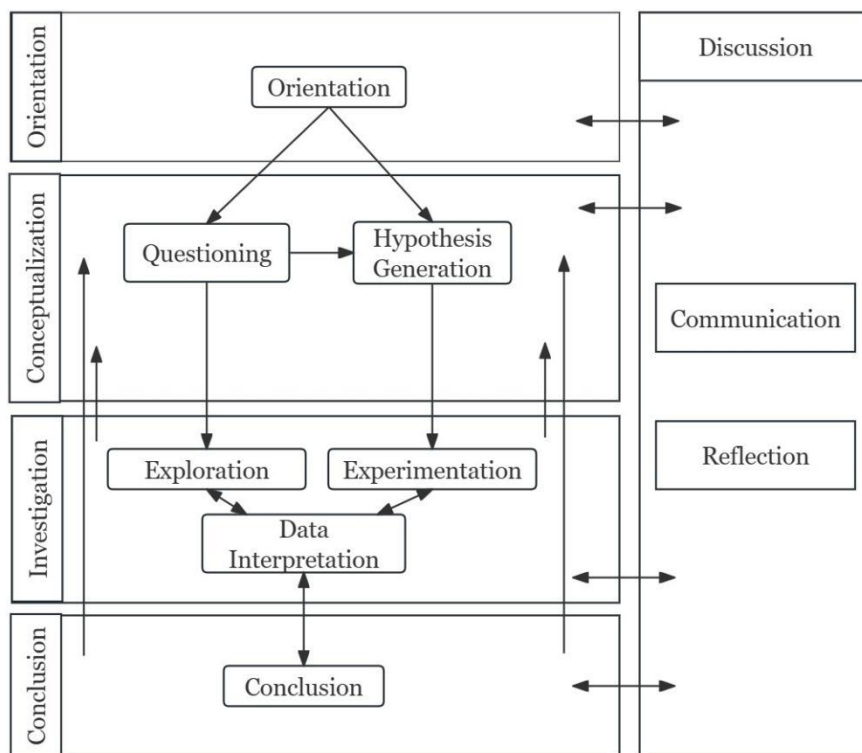 Orientation
Orientation
Discussion
Conceptualization
Questioning
Hypothesis
Generation
Communication
Investigation
Exploration
Experimentation
Reflection
Data
Interpretation
Conclusion
Conclusion